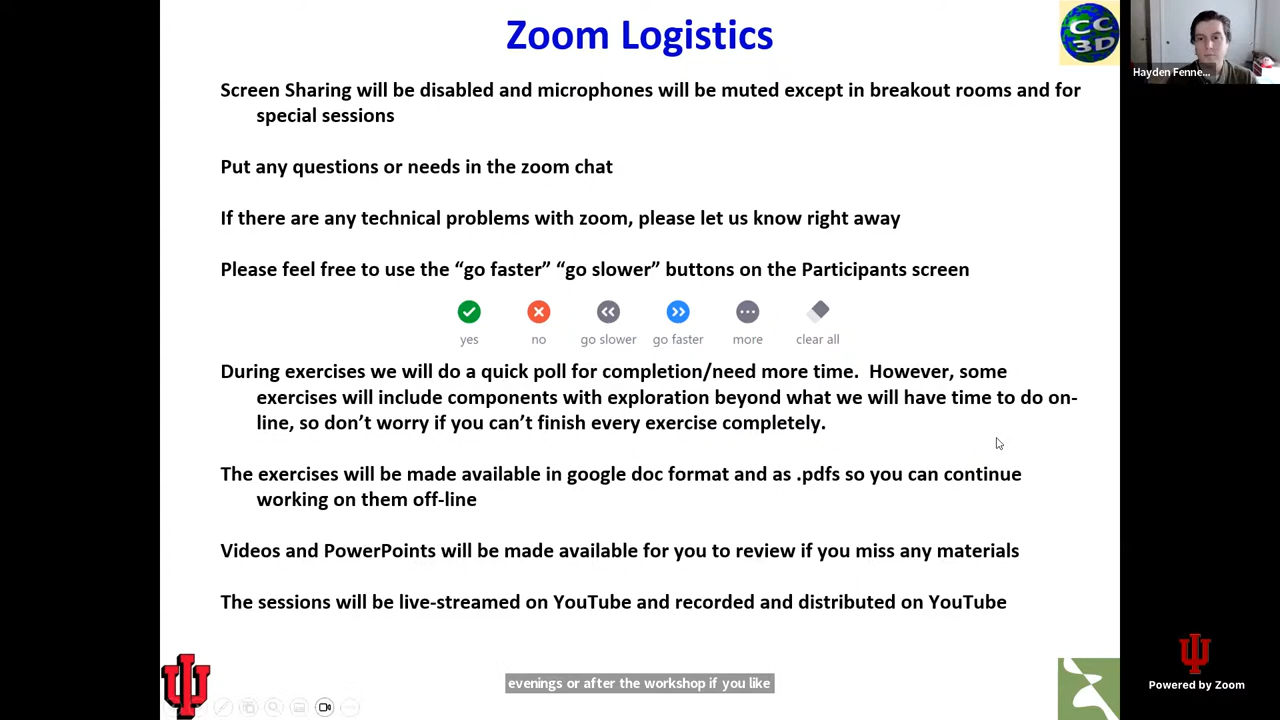 Zoom Logistics
CC
3D
Hayden Fenne...
Screen Sharing will be disabled and microphones will be muted except in breakout rooms and for
special sessions
Put any questions or needs in the zoom chat
If there are any technical problems with zoom, please let us know right away
Please feel free to use the “go faster” “go slower” buttons on the Participants screen
yes no go slower go faster more clear all
During exercises we will do a quick poll for completion/need more time. However, some
exercises will include components with exploration beyond what we will have time to do on-
line, so don’t worry if you can’t finish every exercise completely.
The exercises will be made available in google doc format and as .pdfs so you can continue
working on them off-line
Videos and PowerPoints will be made available for you to review if you miss any materials
The sessions will be live-streamed on YouTube and recorded and distributed on YouTube
evenings or after the workshop if you like
Powered by Zoom